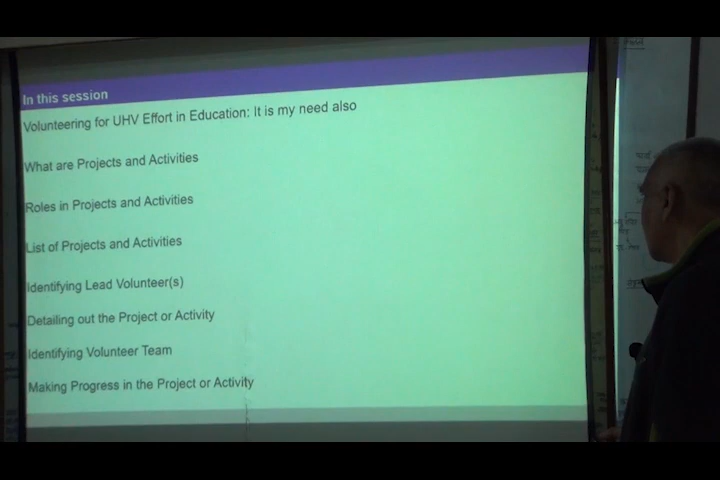 In this session
Volunteering for UHV Effort in Education: It is my need also
What are Projects and Activities
Roles in Projects and Activities
List of Projects and Activities
Identifying Lead Volunteer(s)
Detailing out the Project or Activity
Identifying Volunteer Team
Making Progress in the Project or Activity